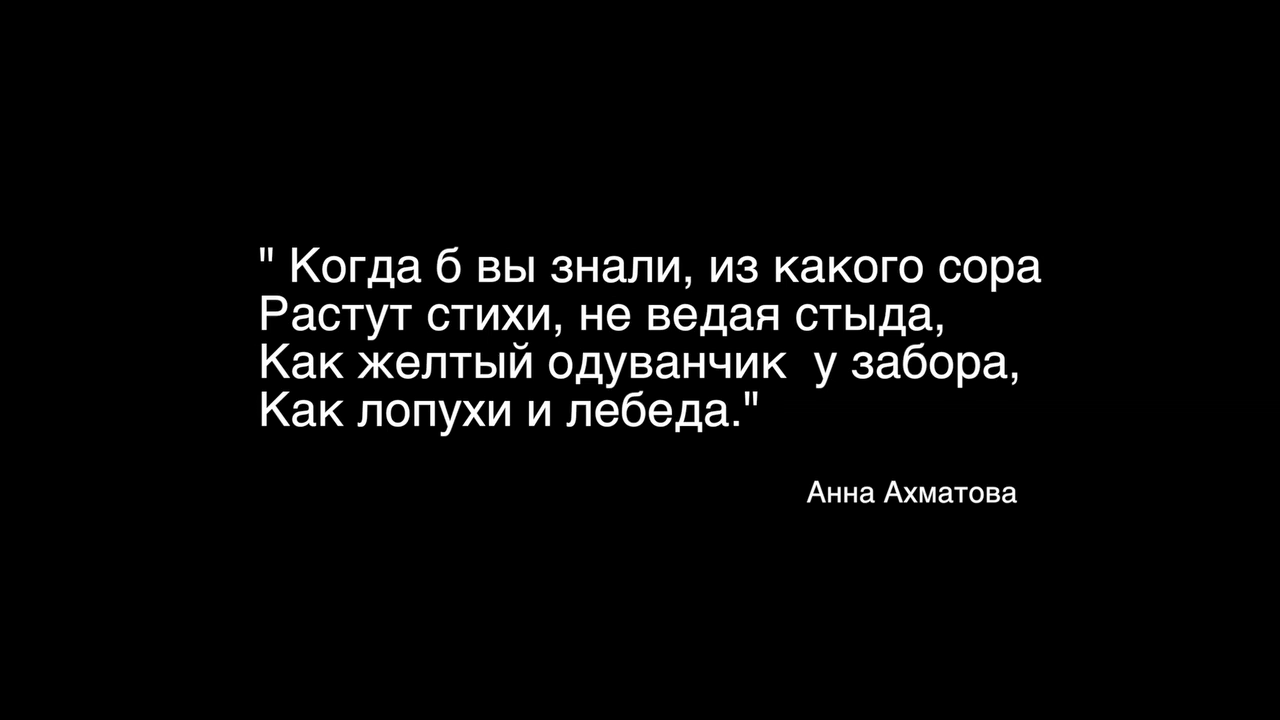 " Когда б вы знали, из какого сора
Растут стихи, не ведая стыда,
Как желтый одуванчик  у забора,
Как лопухи и лебеда."
Анна Ахматова